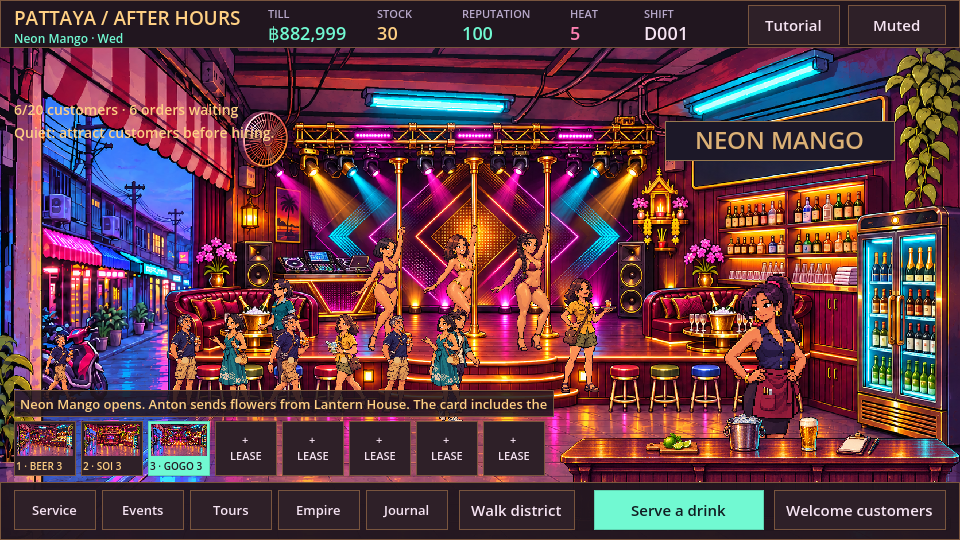 PATTAYA / AFTER HOURS
Neon Mango · Wed
TILL
฿882,999
STOCK
30
REPUTATION
100
HEAT
5
SHIFT
D001
Tutorial
Muted
6/20 customers · 6 orders waiting
Quiet: attract customers before hiring.
NEON MANGO
Neon Mango opens. Anton sends flowers from Lantern House. The card includes the
1 · BEER 3
2 · SOI 3
3 · GOGO 3
+
LEASE
+
LEASE
+
LEASE
+
LEASE
+
LEASE
Service
Events
Tours
Empire
Journal
Walk district
Serve a drink
Welcome customers